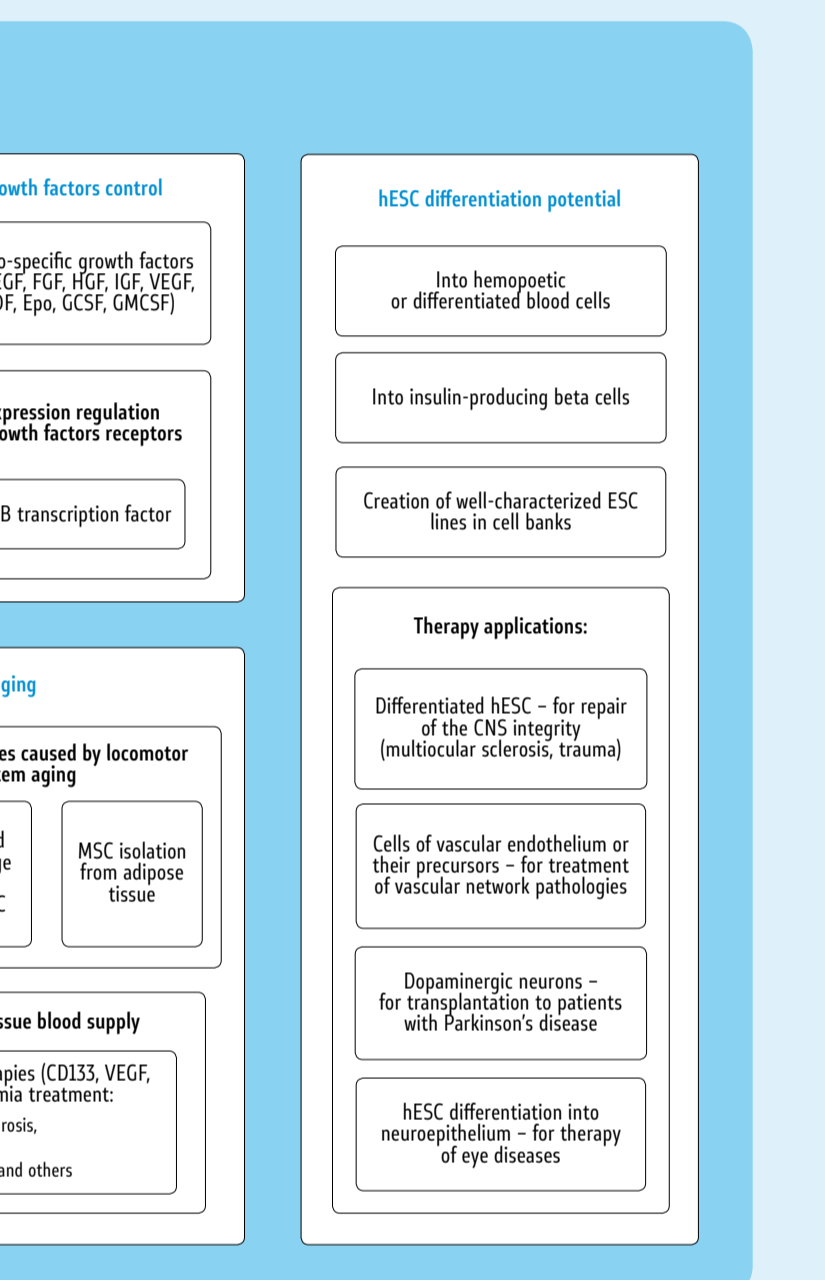 owth factors control
o-specific growth factors
EGF, FGF, HGF, IGF, VEGF,
DF, Epo, GCSF, GMCSF)
xpression regulation
owth factors receptors
B transcription factor
ging
es caused by locomotor
tem aging
d
ge
C
MSC isolation
from adipose
tissue
ssue blood supply
apies (CD133, VEGF,
mia treatment:
rosis,
and others
hESC differentiation potential
Into hemopoetic
or differentiated blood cells
Into insulin-producing beta cells
Creation of well-characterized ESC
lines in cell banks
Therapy applications:
Differentiated hESC – for repair
of the CNS integrity
(multiocular sclerosis, trauma)
Cells of vascular endothelium or
their precursors – for treatment
of vascular network pathologies
Dopaminergic neurons –
for transplantation to patients
with Parkinson's disease
hESC differentiation into
neuroepithelium – for therapy
of eye diseases